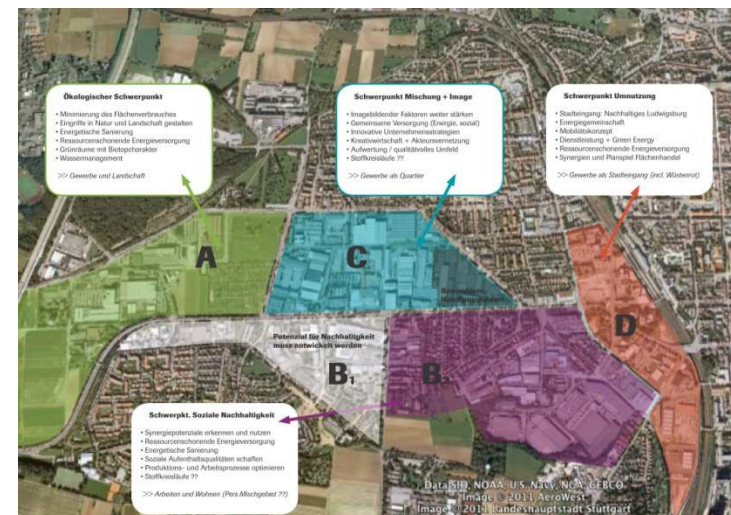 Ökologischer Schwerpunkt
• Minimierung des Flächenverbrauches
• Eingriffe in Natur und Landschaft gestalten
• Energetische Sanierung
• Ressourcenschonende Energieversorgung
• Grünräume mit Biotopcharakter
• Wassermanagement
>> Gewerbe und Landschaft
Schwerpunkt Mischung + Image
• Imagebildender Faktoren weiter stärken
• Gemeinsame Versorgung (Energie, sozial)
• Innovative Unternehmensstrategien
• Kreativwirtschaft + Akteursvernetzung
• Aufwertung / qualitätvolles Umfeld
• Stoffkreisläufe ??
>> Gewerbe als Quartier
Schwerpunkt Umnutzung
• Stadteingang: Nachhaltiges Ludwigsburg
• Energiegemeinschaft
• Mobilitätskonzept
• Dienstleistung + Green Energy
• Ressourcenschonende Energieversorgung
• Synergien und Planspiel Flächenhandel
>> Gewerbe als Stadteingang (incl. Wüstenrot)
A
C
D
Potenzial für Nachhaltigkeit
muss entwickelt werden
B1
B2
Schwerpkt. Soziale Nachhaltigkeit
• Synergiepotenziale erkennen und nutzen
• Ressourcenschonende Energieversorgung
• Energetische Sanierung
• Soziale Aufenthaltsqualitäten schaffen
• Produktions- und Arbeitsprozesse optimieren
• Stoffkreisläufe ??
>> Arbeiten und Wohnen (Pers.Mischgebiet ??)
Data SIO, NOAA, U.S. Navy, NGA, GEBCO
Image © 2011 AeroWest
Image © 2011 Landeshauptstadt Stuttgart